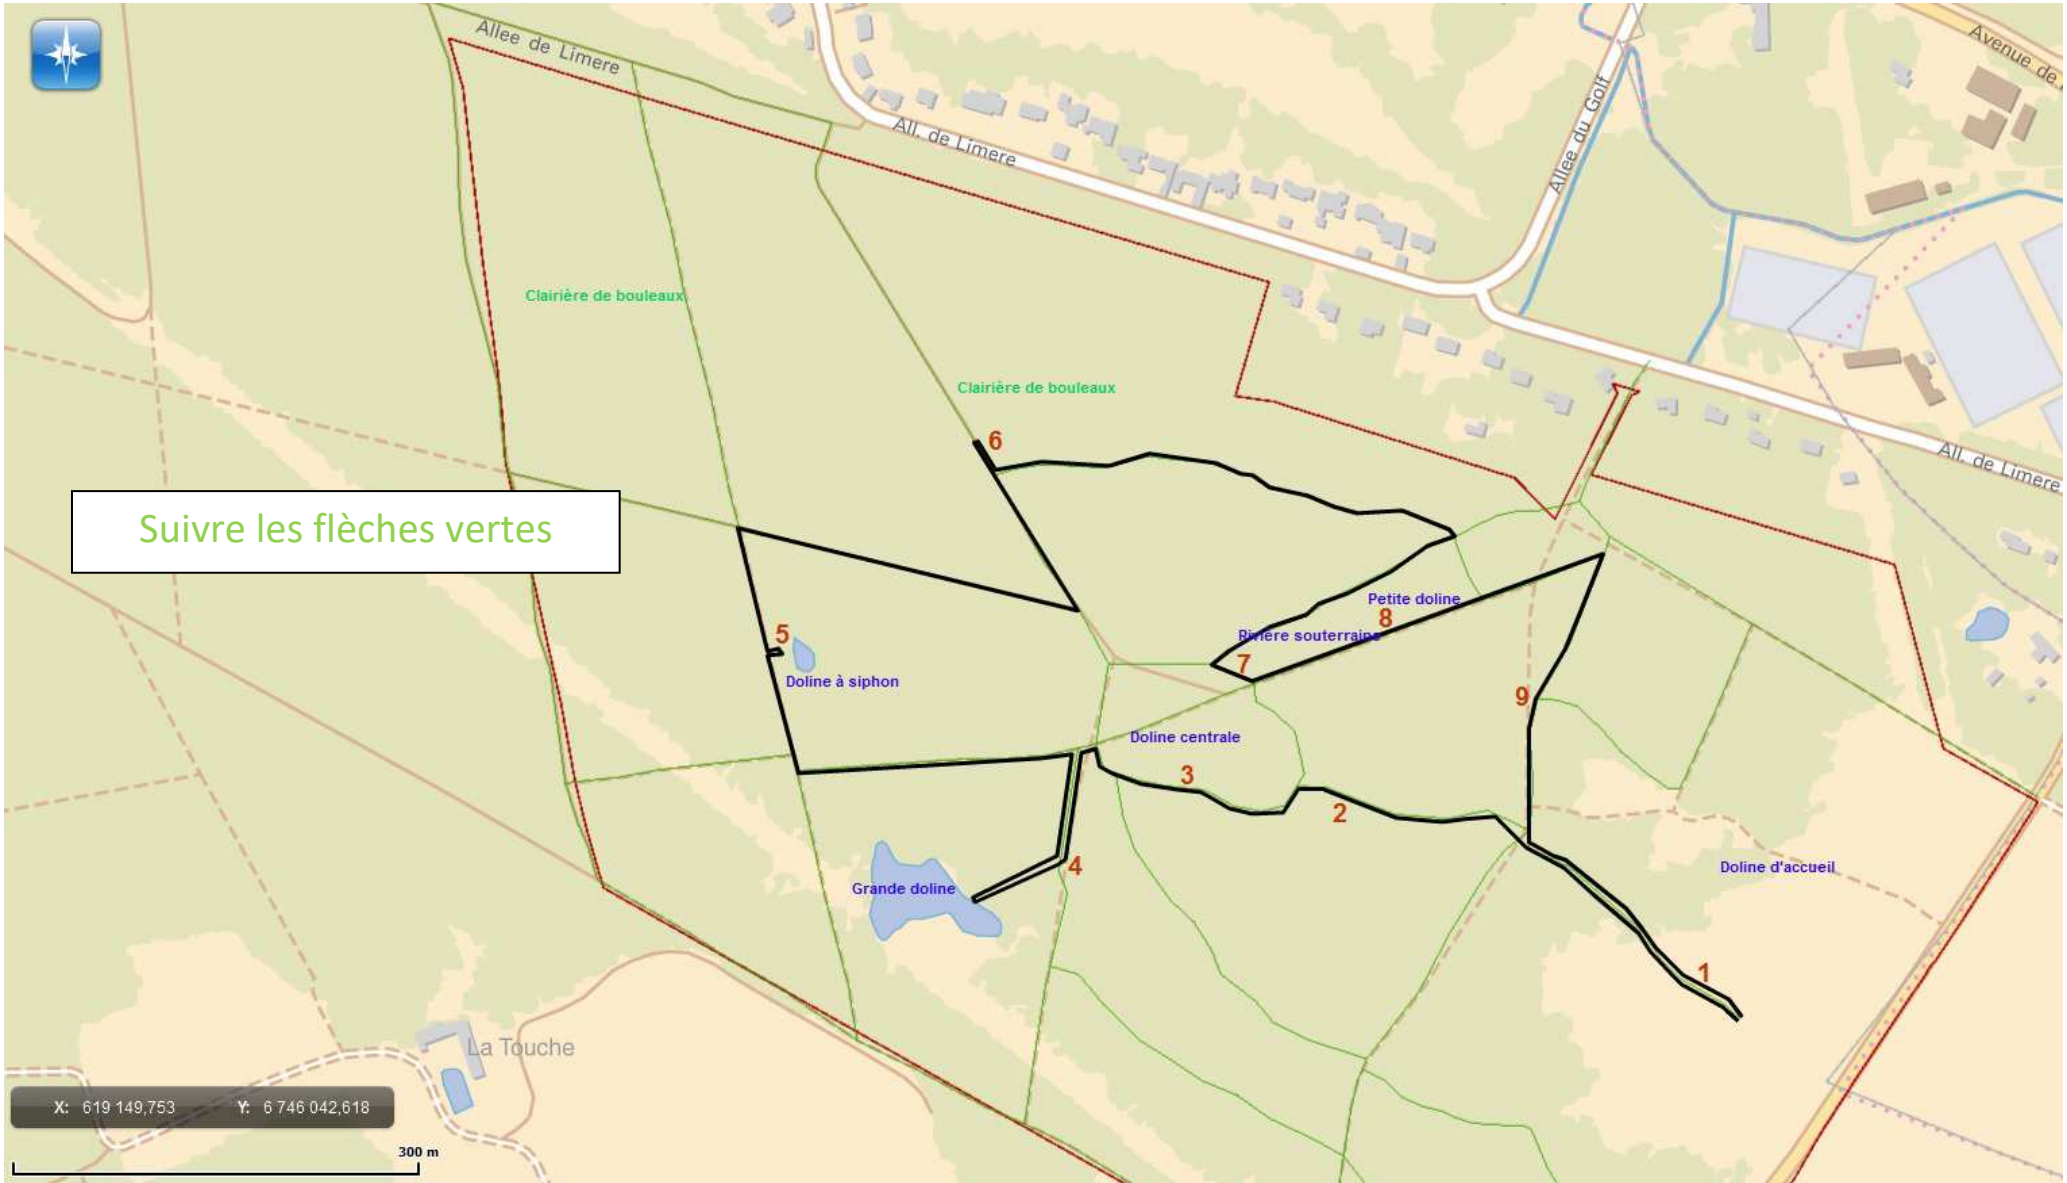 Allee de Limere
All. de Limere
Allee du Golf
Avenue de
Clairière de bouleaux
Clairière de bouleaux
All. de Limere
6
Suivre les flèches vertes
Petite doline
8
5
Rivière souterraine
7
Doline à siphon
9
Doline centrale
3
2
4
Doline d'accueil
Grande doline
1
La Touche
X: 619 149,753 Y: 6 746 042,618
300 m